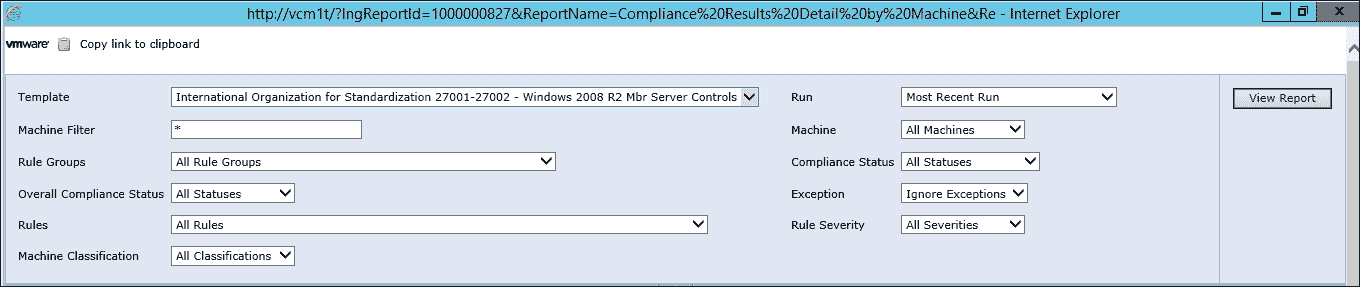 http://vcm1t/?lngReportId=1000000827&ReportName=Compliance%20Results%20Detail%20by%20Machine&Re - Internet Explorer
vmware Copy link to clipboard
Template International Organization for Standardization 27001-27002 - Windows 2008 R2 Mbr Server Controls Run Most Recent Run View Report
Machine Filter * Machine All Machines
Rule Groups All Rule Groups Compliance Status All Statuses
Overall Compliance Status All Statuses Exception Ignore Exceptions
Rules All Rules Rule Severity All Severities
Machine Classification All Classifications